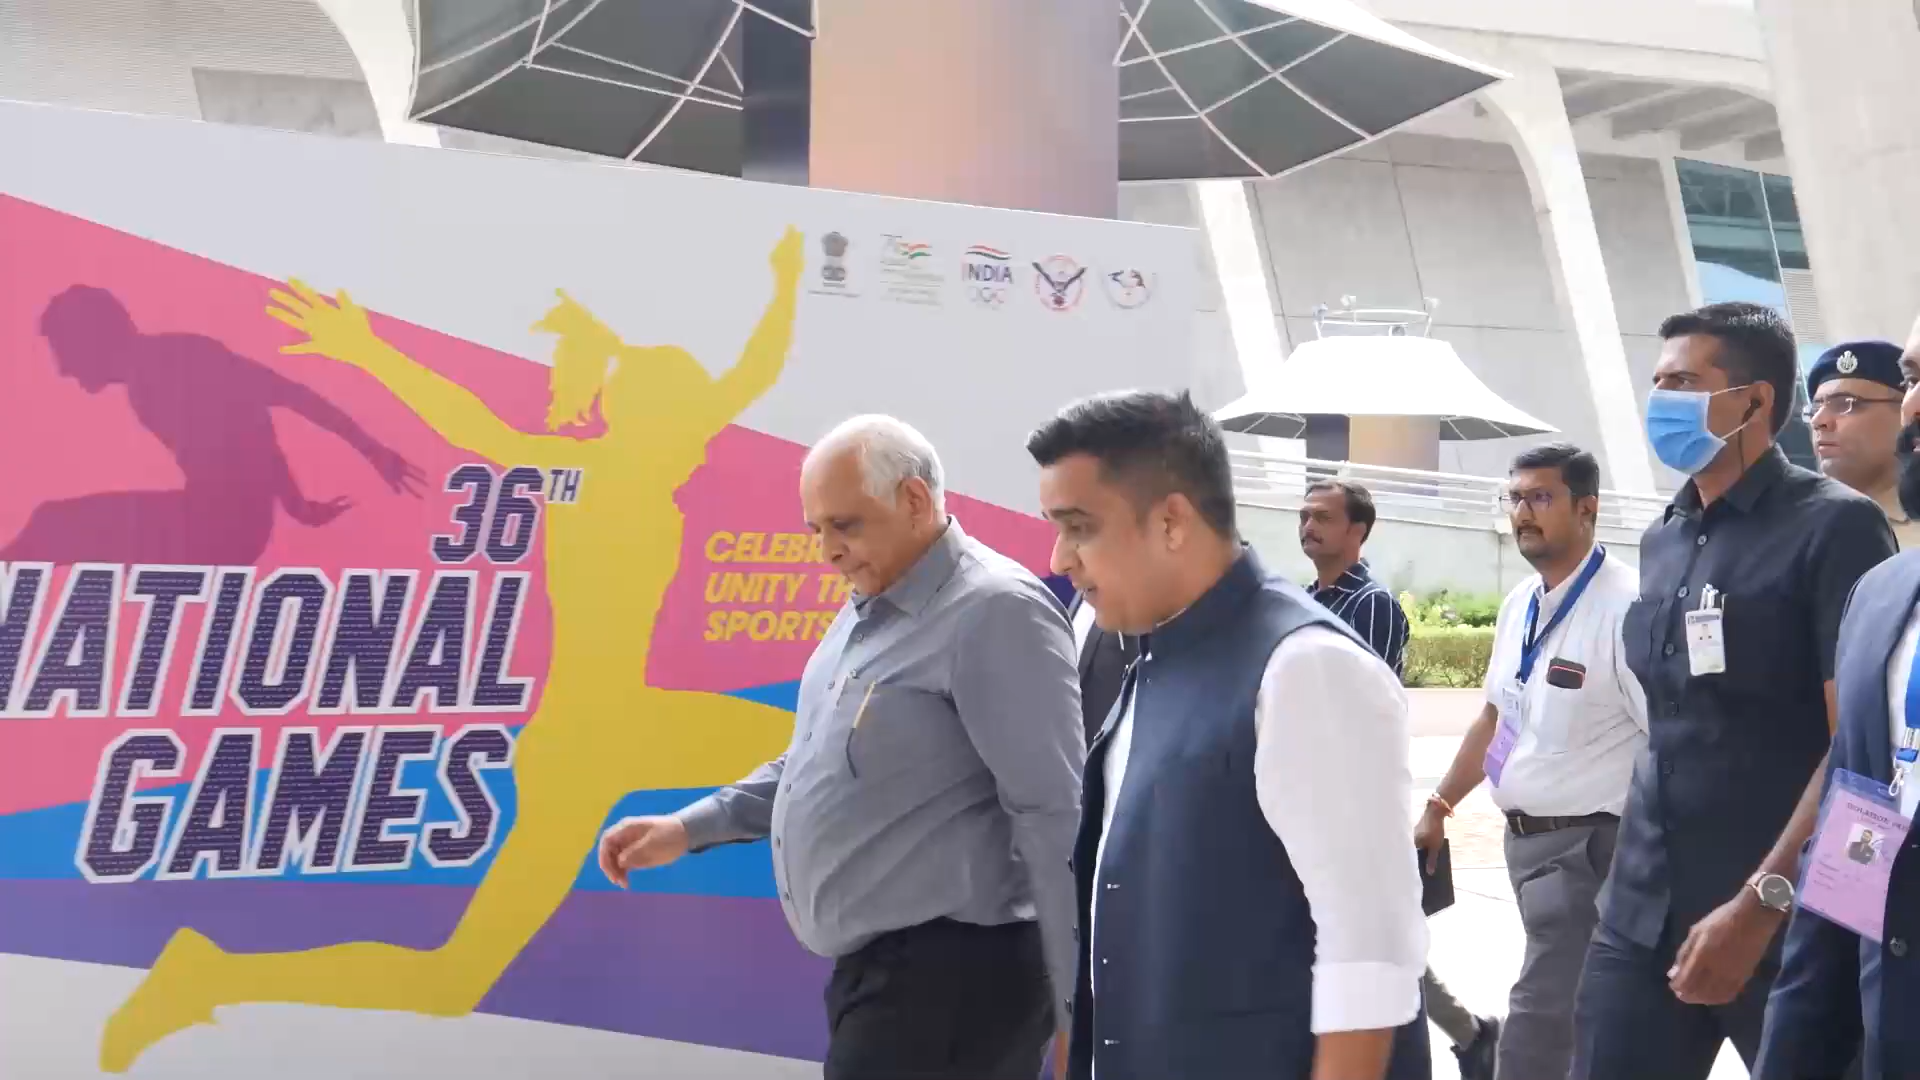 36TH
NATIONAL
GAMES
CELEBR
UNITY TH
SPORTS
INDIA